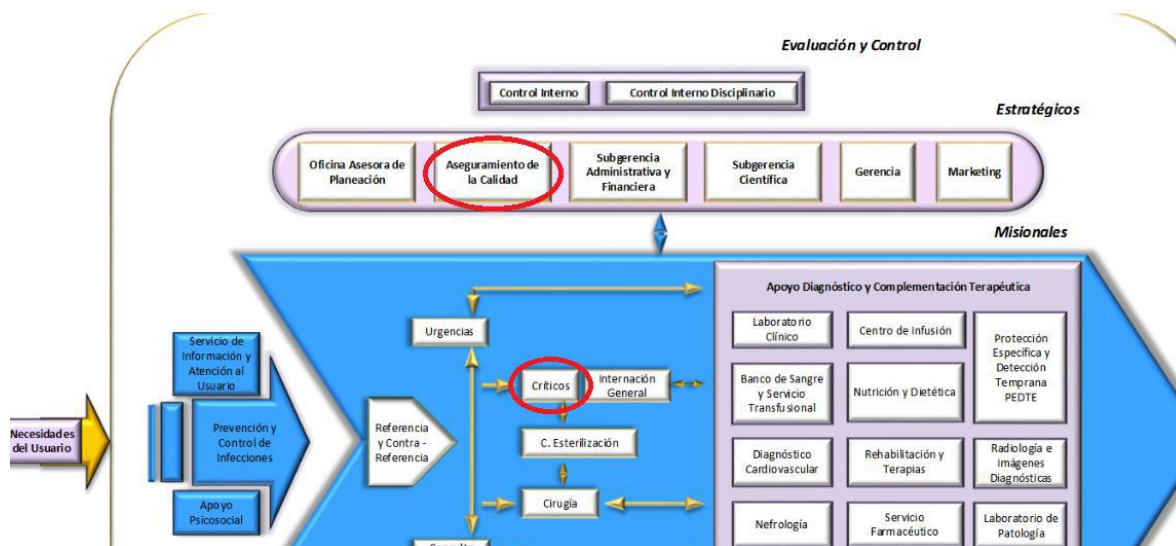 Evaluación y Control
Control Interno
Control Interno Disciplinario
Estratégicos
Oficina Asesora de
Planeación
Aseguramiento de
la Calidad
Subgerencia
Administrativa y
Financiera
Subgerencia
Científica
Gerencia
Marketing
Misionales
Necesidades
del Usuario
Servicio de
Información y
Atención al
Usuario
Prevención y
Control de
Infecciones
Apoyo
Psicosocial
Referencia
y Contra -
Referencia
Urgencias
Críticos
Internación
General
C. Esterilización
Cirugía
Apoyo Diagnóstico y Complementación Terapéutica
Laboratorio
Clínico
Centro de Infusión
Protección
Específica y
Detección
Temprana
PEDTE
Banco de Sangre
y Servicio
Transfusional
Nutrición y Dietética
Diagnóstico
Cardiovascular
Rehabilitación y
Terapias
Radiología e
Imágenes
Diagnósticas
Nefrología
Servicio
Farmacéutico
Laboratorio de
Patología